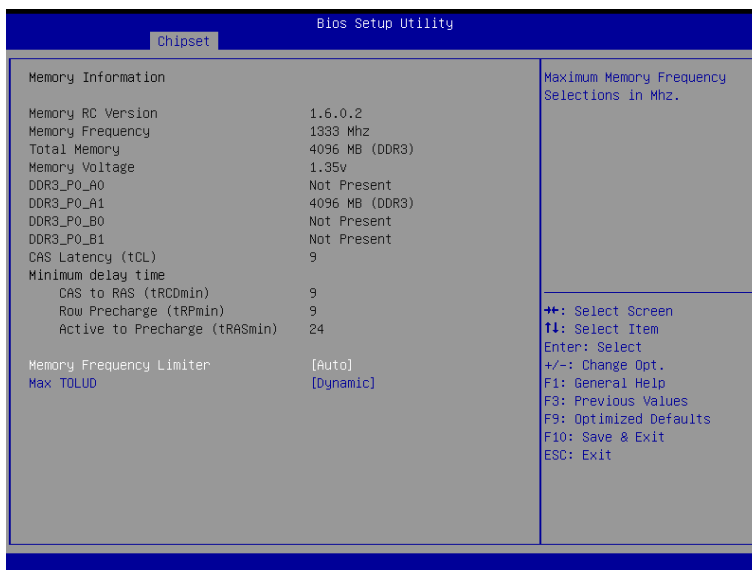 Bios Setup Utility
Chipset
Memory Information
Memory RC Version 1.6.0.2
Memory Frequency 1333 Mhz
Total Memory 4096 MB (DDR3)
Memory Voltage 1.35v
DDR3_P0_A0 Not Present
DDR3_P0_A1 4096 MB (DDR3)
DDR3_P0_B0 Not Present
DDR3_P0_B1 Not Present
CAS Latency (tCL) 9
Minimum delay time
CAS to RAS (tRCDmin) 9
Row Precharge (tRPmin) 9
Active to Precharge (tRASmin) 24
Memory Frequency Limiter [Auto]
Max TOLUD [Dynamic]
Maximum Memory Frequency
Selections in Mhz.
→←: Select Screen
↑↓: Select Item
Enter: Select
+/-: Change Opt.
F1: General Help
F3: Previous Values
F9: Optimized Defaults
F10: Save & Exit
ESC: Exit